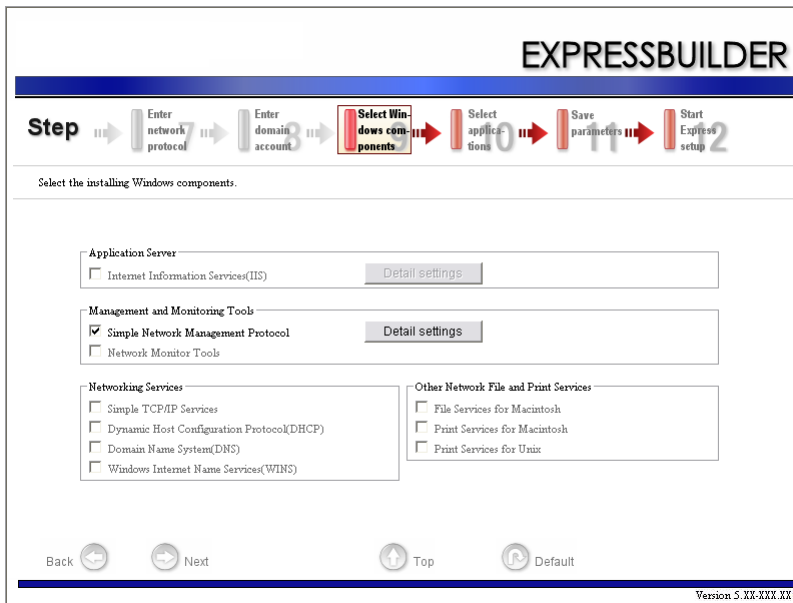 EXPRESSBUILDER
Step
Enter
network
protocol
7
Enter
domain
account
8
Select Win-
dows com-
ponents
9
Select
applica-
tions
10
Save
parameters
11
Start
Express
setup
12
Select the installing Windows components.
Application Server
Internet Information Services(IIS)
Detail settings
Management and Monitoring Tools
Simple Network Management Protocol
Detail settings
Network Monitor Tools
Networking Services
Simple TCP/IP Services
Dynamic Host Configuration Protocol(DHCP)
Domain Name System(DNS)
Windows Internet Name Services(WINS)
Other Network File and Print Services
File Services for Macintosh
Print Services for Macintosh
Print Services for Unix
Back
Next
Top
Default
Version 5.XX-XXX.XX